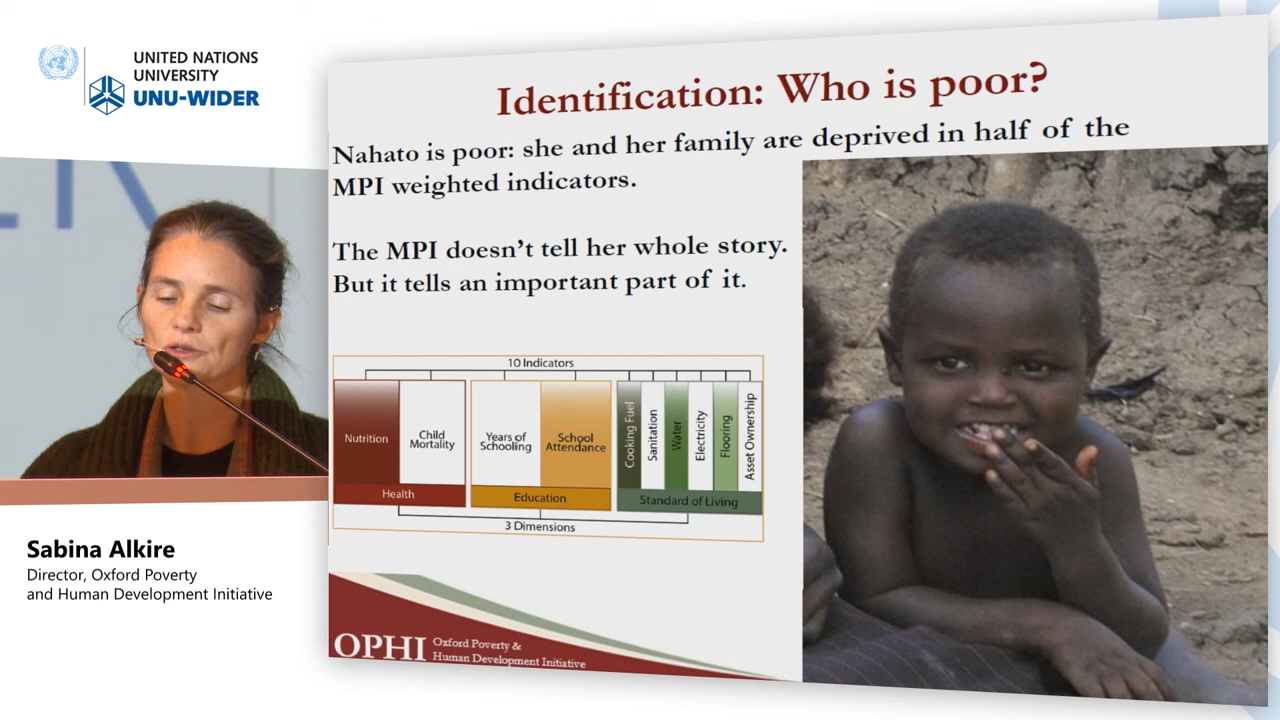 UNITED NATIONS
UNIVERSITY
UNU-WIDER
Identification: Who is poor?
Nahato is poor: she and her family are deprived in half of the
MPI weighted indicators.
The MPI doesn't tell her whole story.
But it tells an important part of it.
10 Indicators
Nutrition
Child
Mortality
Years of
Schooling
School
Attendance
Cooking Fuel
Sanitation
Water
Electricity
Flooring
Asset Ownership
Health
Education
Standard of Living
3 Dimensions
Sabina Alkire
Director, Oxford Poverty
and Human Development Initiative
OPHI
Oxford Poverty &
Human Development Initiative